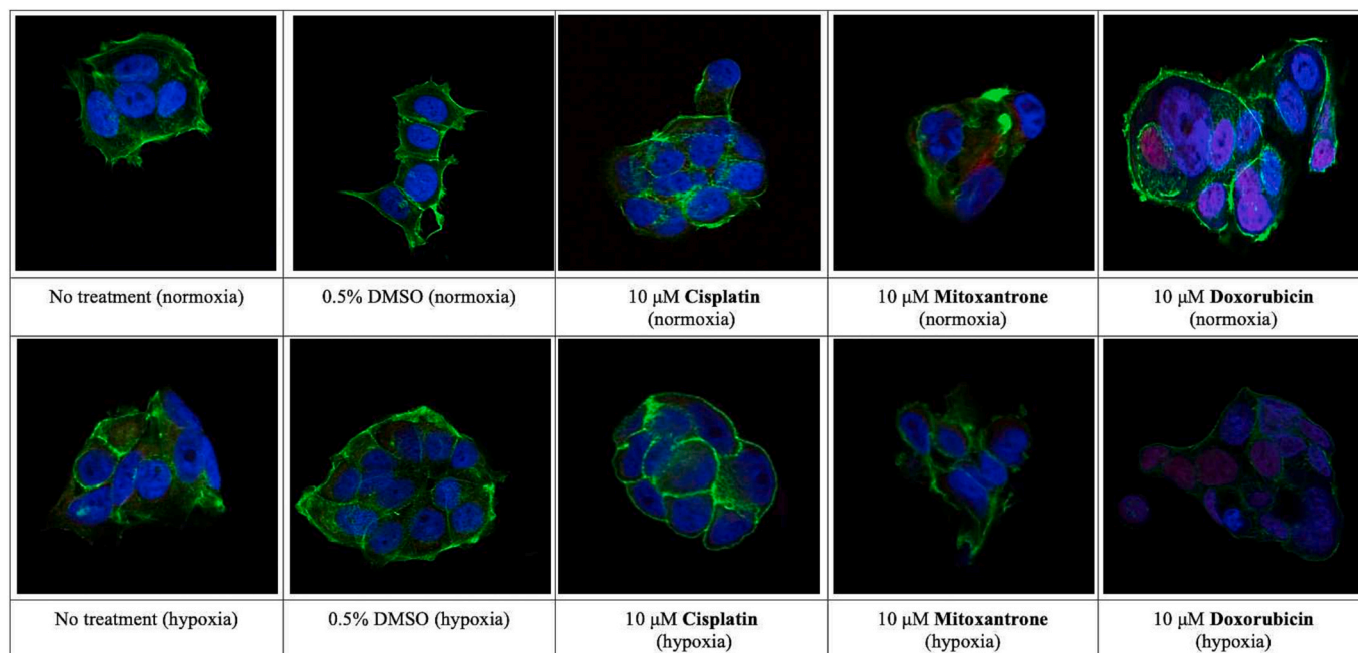 No treatment (normoxia)
0.5% DMSO (normoxia)
10 μM Cisplatin
(normoxia)
10 μM Mitoxantrone
(normoxia)
10 μM Doxorubicin
(normoxia)
No treatment (hypoxia)
0.5% DMSO (hypoxia)
10 μM Cisplatin
(hypoxia)
10 μM Mitoxantrone
(hypoxia)
10 μM Doxorubicin
(hypoxia)